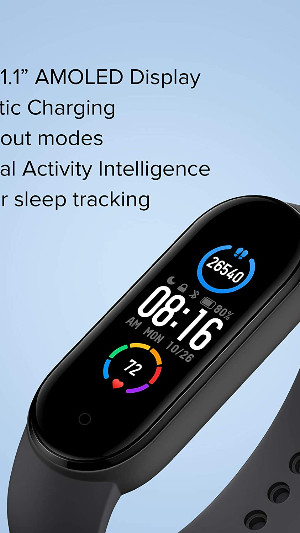 1.1” AMOLED Display
tic Charging
out modes
al Activity Intelligence
r sleep tracking
26540
80%
08:16
AM MON 10/26
72